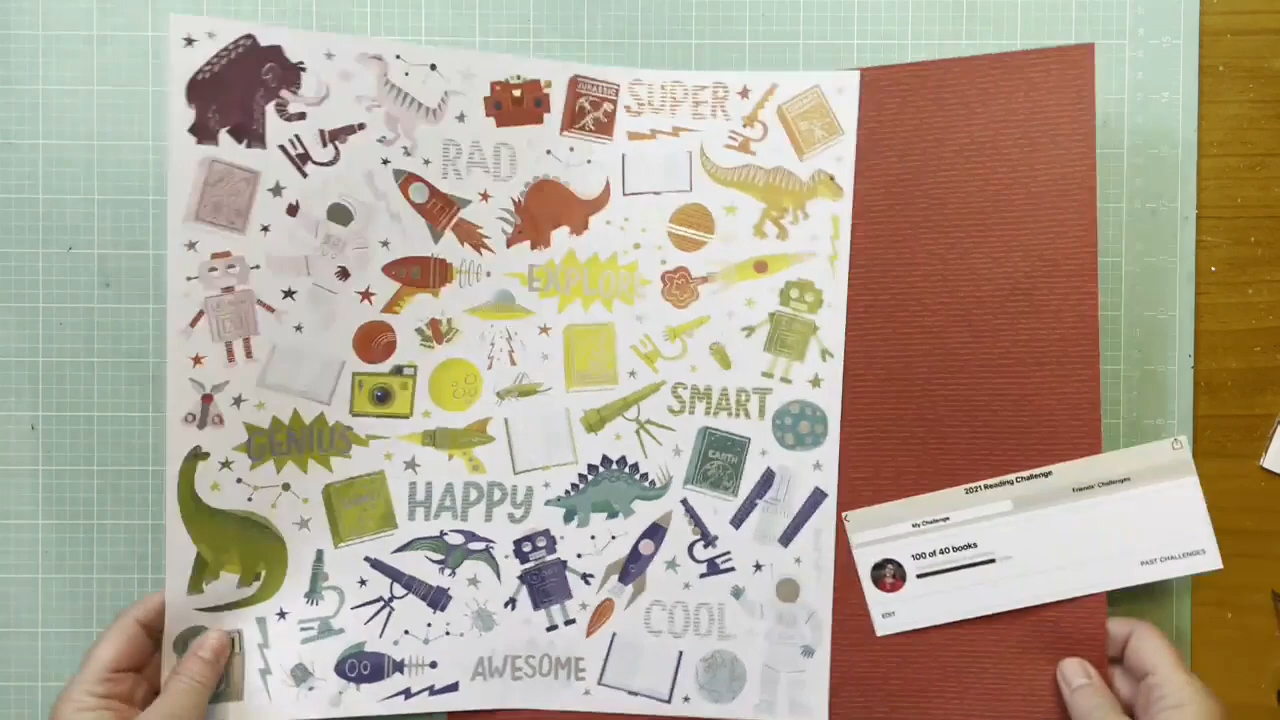 JURASSIC
SUPER
RAD
EXPLORE
SMART
GENIUS
EARTH
HAPPY
COOL
AWESOME
2021 Reading Challenge
My Challenge
Friends' Challenges
100 of 40 books
PAST CHALLENGES
EDIT